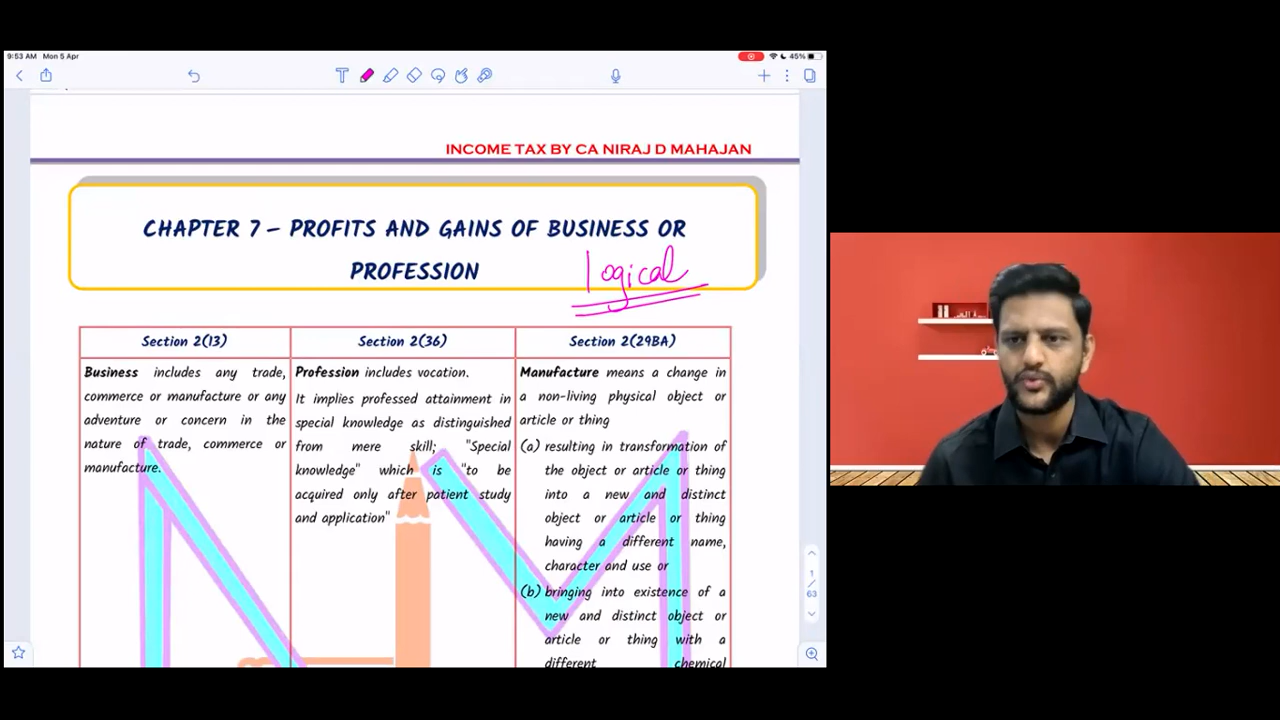 9:53 AM Mon 5 Apr
45%
INCOME TAX BY CA NIRAJ D MAHAJAN
CHAPTER 7 – PROFITS AND GAINS OF BUSINESS OR
PROFESSION
logical
Section 2(13)
Business includes any trade,
commerce or manufacture or any
adventure or concern in the
nature of trade, commerce or
manufacture.
Section 2(36)
Profession includes vocation.
It implies professed attainment in
special knowledge as distinguished
from mere skill; "Special
knowledge" which is "to be
acquired only after patient study
and application"
Section 2(29BA)
Manufacture means a change in
a non-living physical object or
article or thing
(a) resulting in transformation of
the object or article or thing
into a new and distinct
object or article or thing
having a different name,
character and use or
(b) bringing into existence of a
new and distinct object or
article or thing with a
different chemical
1
/
63